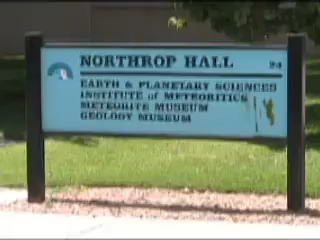 NORTHROP HALL 24
EARTH & PLANETARY SCIENCES
INSTITUTE of METEORITICS
METEORITE MUSEUM
GEOLOGY MUSEUM